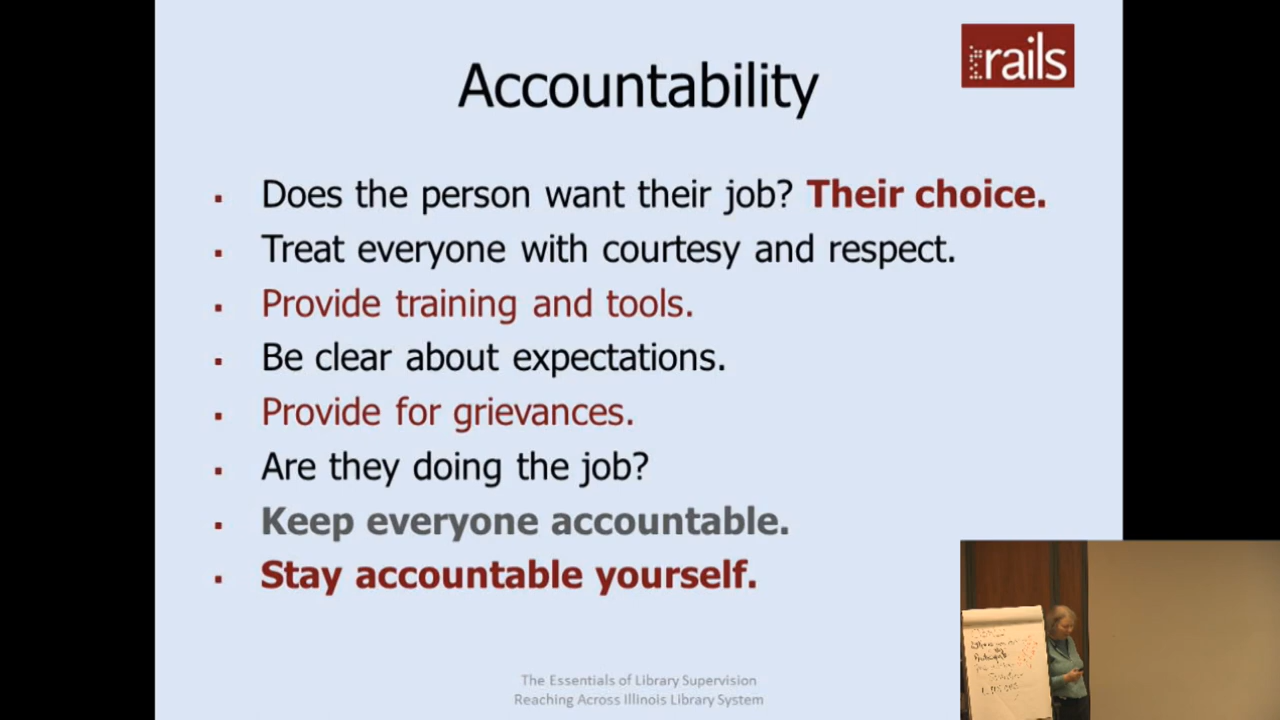 rails
Accountability
Does the person want their job? Their choice.
Treat everyone with courtesy and respect.
Provide training and tools.
Be clear about expectations.
Provide for grievances.
Are they doing the job?
Keep everyone accountable.
Stay accountable yourself.
The Essentials of Library Supervision
Reaching Across Illinois Library System